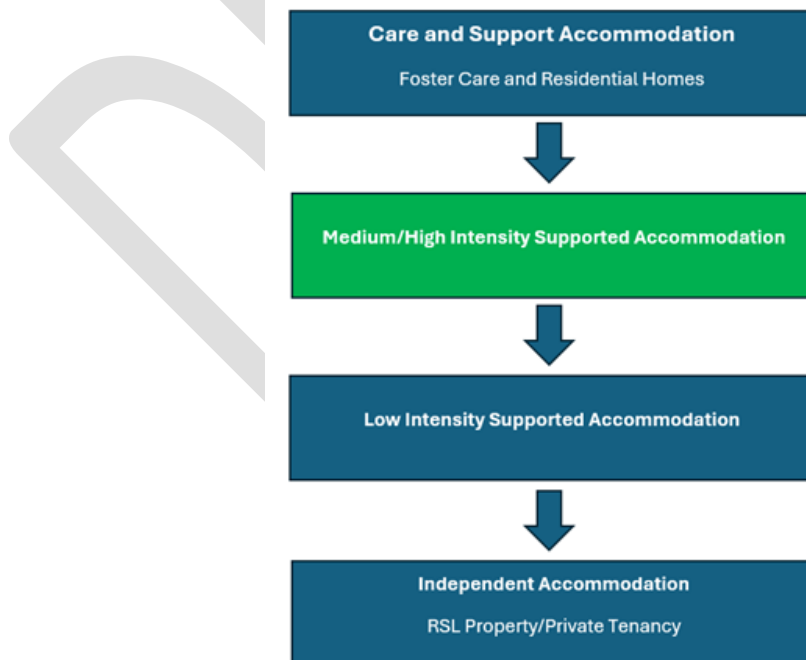 Care and Support Accommodation
Foster Care and Residential Homes
Medium/High Intensity Supported Accommodation
Low Intensity Supported Accommodation
Independent Accommodation
RSL Property/Private Tenancy